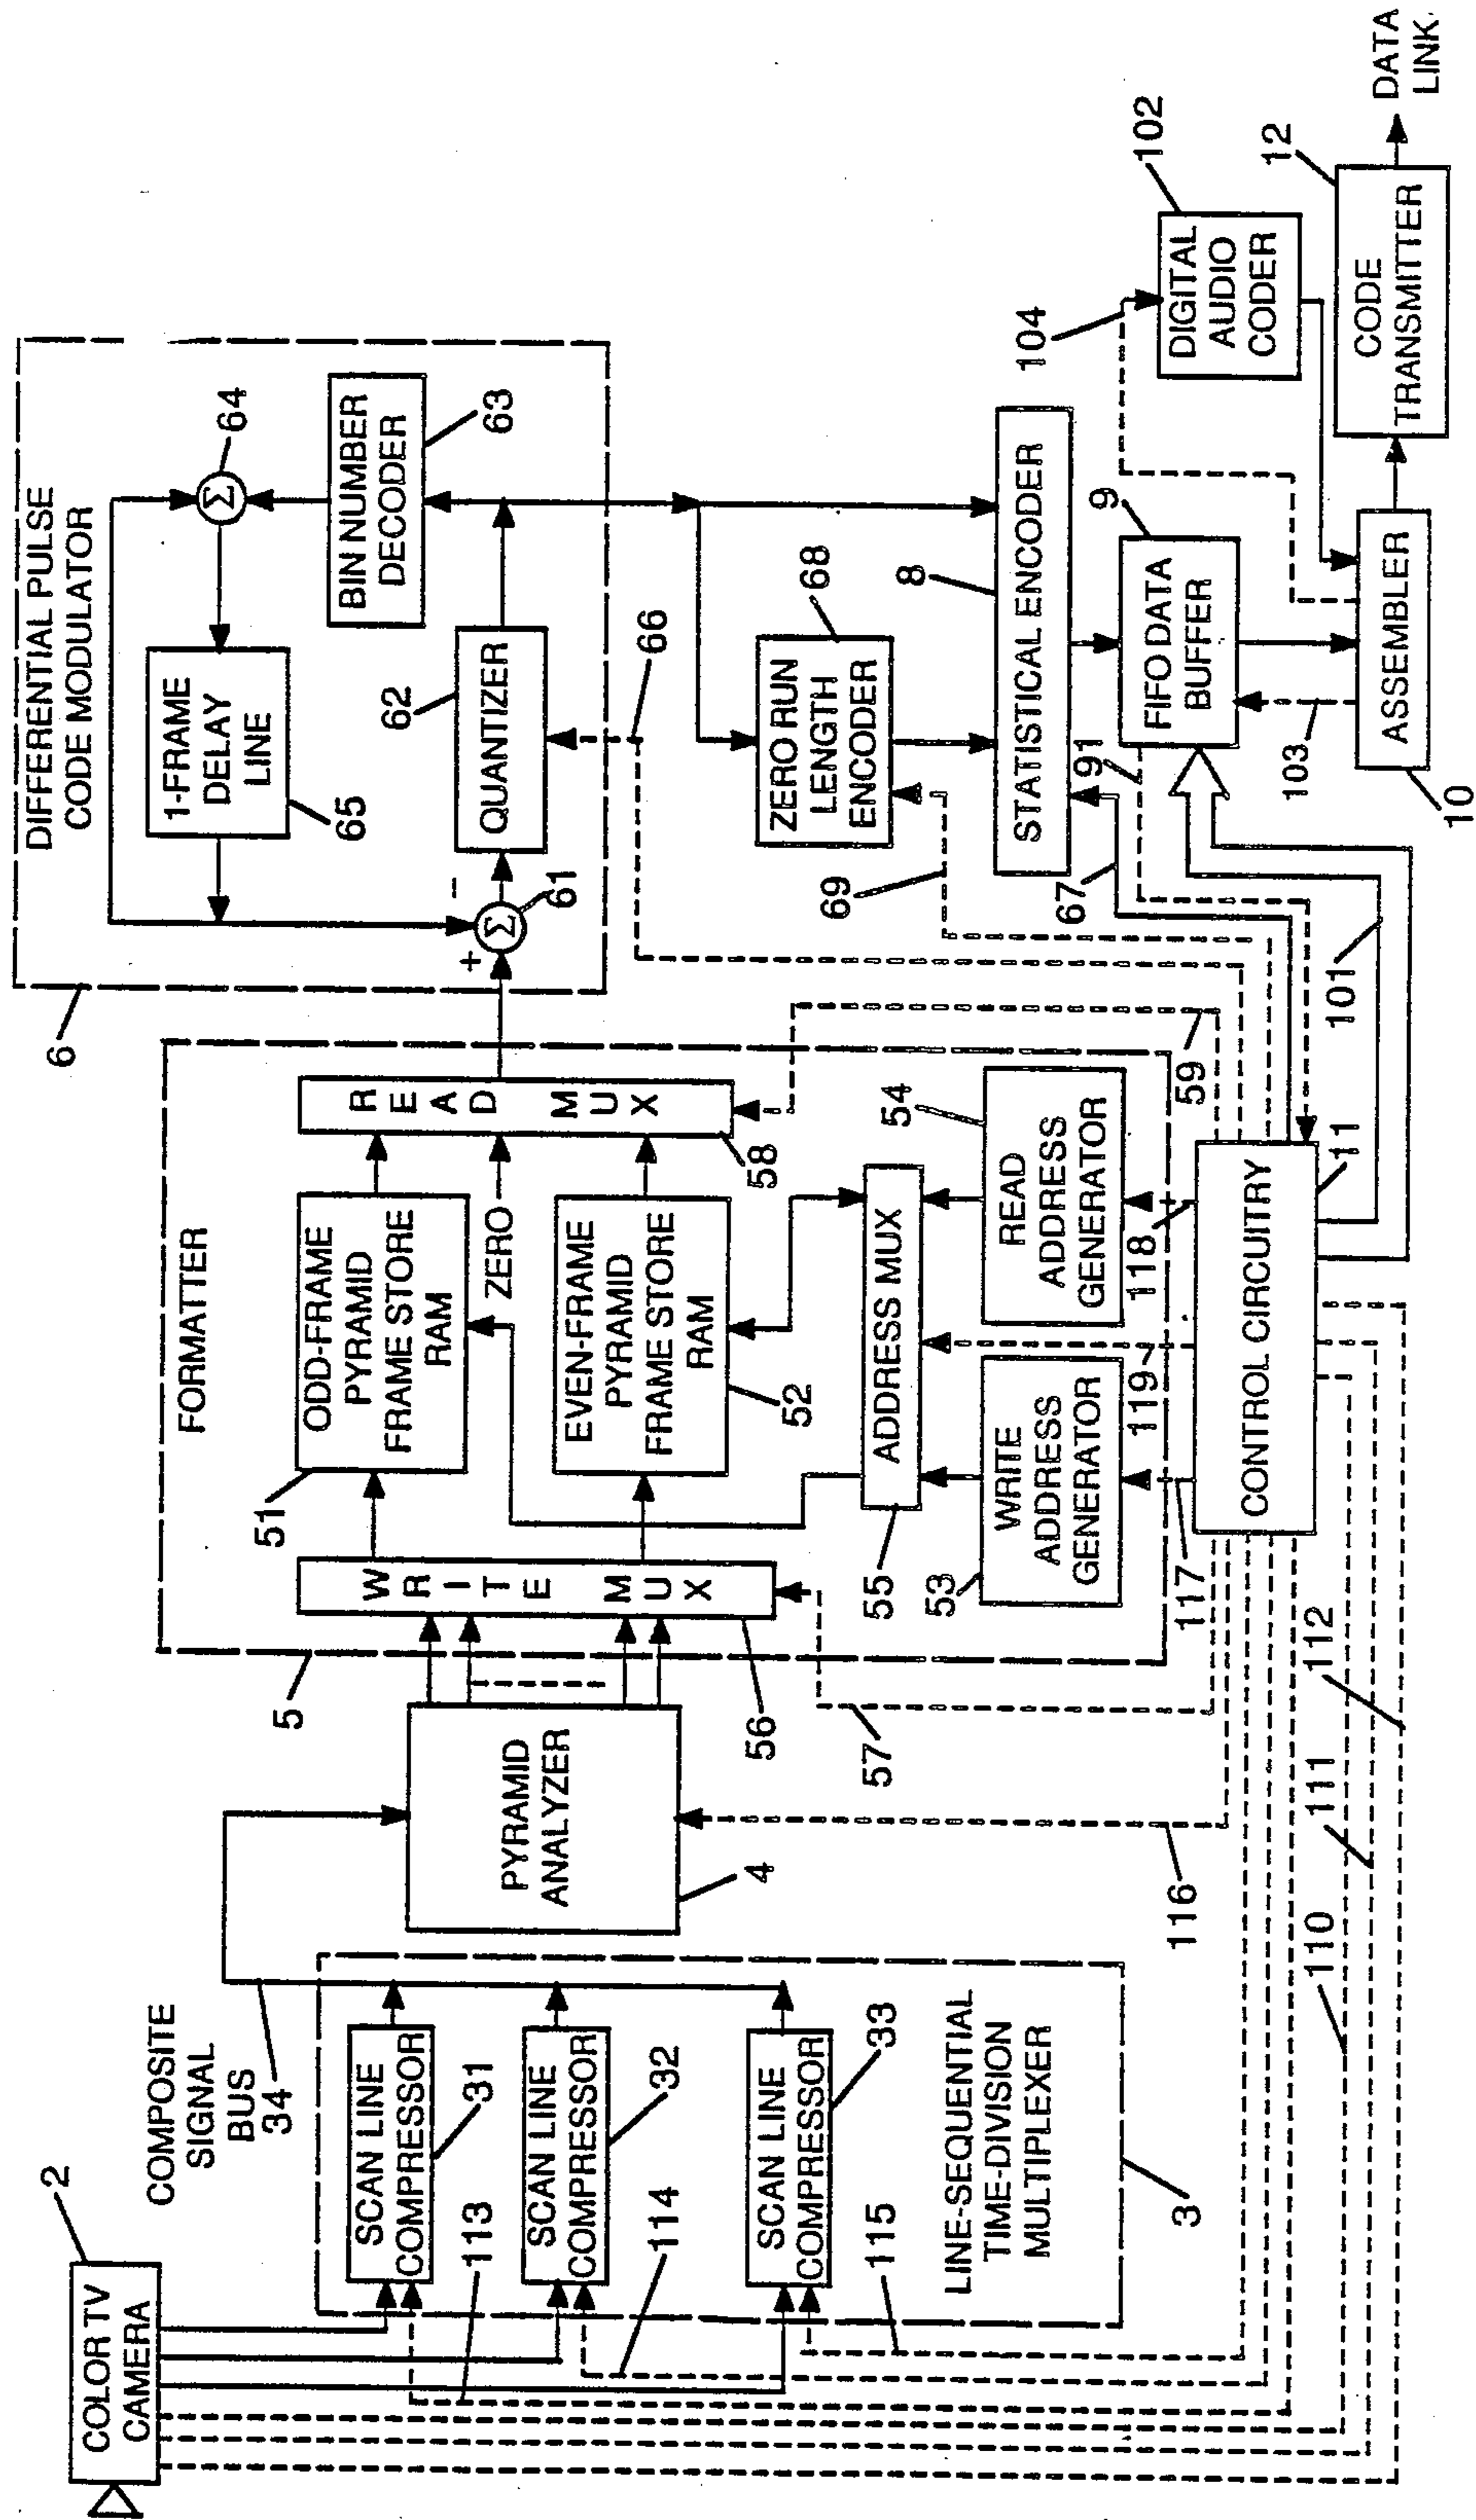 2
COLOR TV
CAMERA
COMPOSITE
SIGNAL
BUS
34
SCAN LINE
COMPRESSOR
31
113
SCAN LINE
COMPRESSOR
32
114
SCAN LINE
COMPRESSOR
33
115
LINE-SEQUENTIAL
TIME-DIVISION
MULTIPLEXER
3
PYRAMID
ANALYZER
4
116
110
111
112
5
FORMATTER
WRITE MUX
56
57
51
ODD-FRAME
PYRAMID
FRAME STORE
RAM
ZERO
EVEN-FRAME
PYRAMID
FRAME STORE
RAM
52
READ MUX
58
59
55
ADDRESS MUX
53
WRITE
ADDRESS
GENERATOR
54
READ
ADDRESS
GENERATOR
117
119
118
CONTROL CIRCUITRY
11
6
DIFFERENTIAL PULSE
CODE MODULATOR
1-FRAME
DELAY
LINE
65
Σ
64
BIN NUMBER
DECODER
63
62
QUANTIZER
+
−
Σ
61
66
ZERO RUN
LENGTH
ENCODER
68
69
8
STATISTICAL ENCODER
67
91
9
FIFO DATA
BUFFER
101
103
104
DIGITAL
AUDIO
CODER
102
ASSEMBLER
10
CODE
TRANSMITTER
12
DATA
LINK